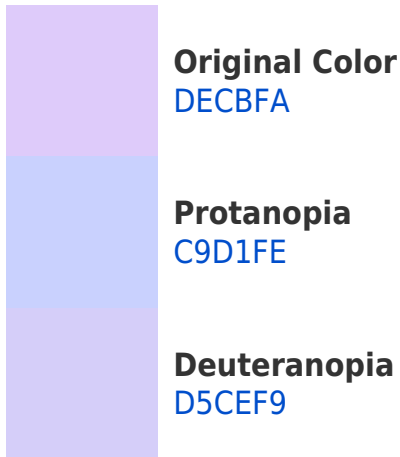 Original Color
DECBFA
Protanopia
C9D1FE
Deuteranopia
D5CEF9